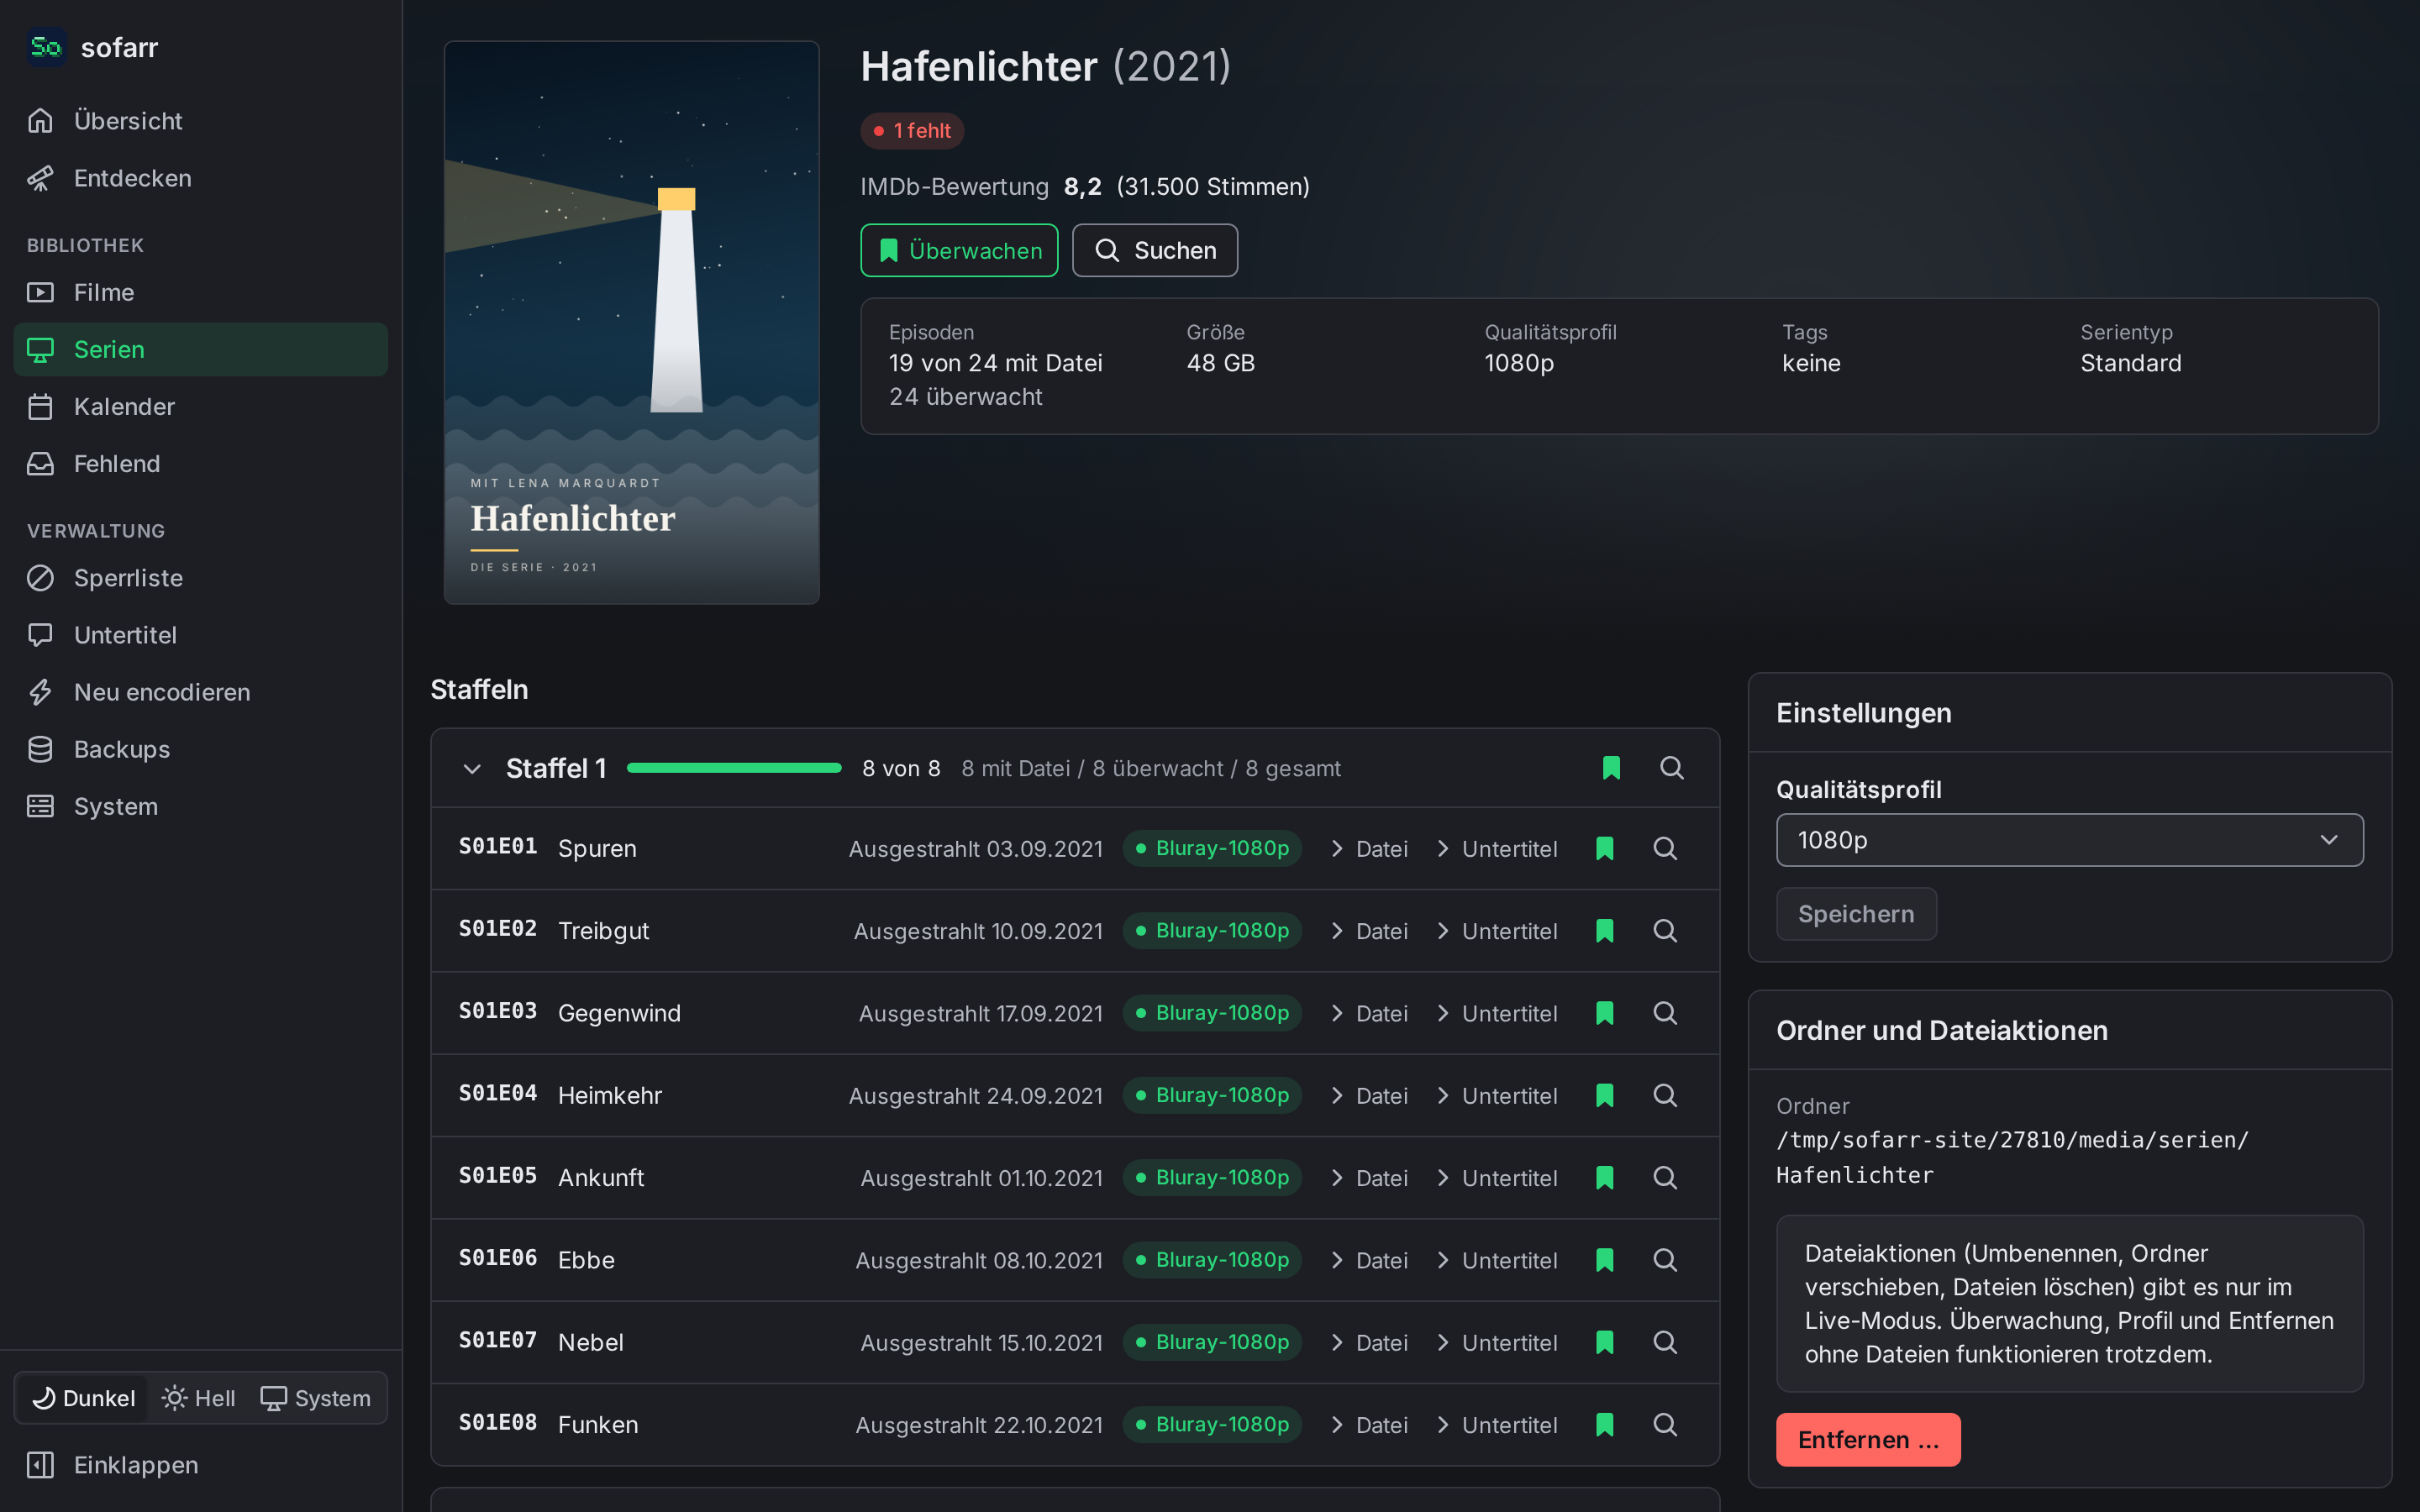 So sofarr
Übersicht
Entdecken
BIBLIOTHEK
Filme
Serien
Kalender
Fehlend
VERWALTUNG
Sperrliste
Untertitel
Neu encodieren
Backups
System
Dunkel Hell System
Einklappen
MIT LENA MARQUARDT
Hafenlichter
DIE SERIE · 2021
Hafenlichter (2021)
1 fehlt
IMDb-Bewertung 8,2 (31.500 Stimmen)
Überwachen Suchen
Episoden Größe Qualitätsprofil Tags Serientyp
19 von 24 mit Datei 48 GB 1080p keine Standard
24 überwacht
Staffeln
Staffel 1 8 von 8 8 mit Datei / 8 überwacht / 8 gesamt
S01E01 Spuren Ausgestrahlt 03.09.2021 Bluray-1080p Datei Untertitel
S01E02 Treibgut Ausgestrahlt 10.09.2021 Bluray-1080p Datei Untertitel
S01E03 Gegenwind Ausgestrahlt 17.09.2021 Bluray-1080p Datei Untertitel
S01E04 Heimkehr Ausgestrahlt 24.09.2021 Bluray-1080p Datei Untertitel
S01E05 Ankunft Ausgestrahlt 01.10.2021 Bluray-1080p Datei Untertitel
S01E06 Ebbe Ausgestrahlt 08.10.2021 Bluray-1080p Datei Untertitel
S01E07 Nebel Ausgestrahlt 15.10.2021 Bluray-1080p Datei Untertitel
S01E08 Funken Ausgestrahlt 22.10.2021 Bluray-1080p Datei Untertitel
Einstellungen
Qualitätsprofil
1080p
Speichern
Ordner und Dateiaktionen
Ordner
/tmp/sofarr-site/27810/media/serien/
Hafenlichter
Dateiaktionen (Umbenennen, Ordner
verschieben, Dateien löschen) gibt es nur im
Live-Modus. Überwachung, Profil und Entfernen
ohne Dateien funktionieren trotzdem.
Entfernen …